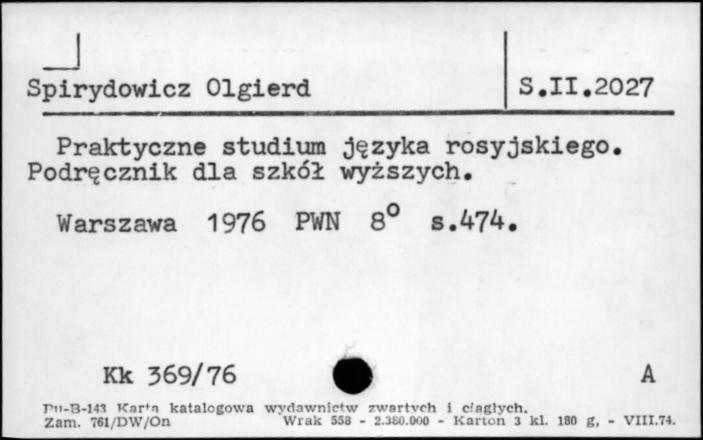 Spirydowicz Olgierd S.II.2027
Praktyczne studium języka rosyjskiego.
Podręcznik dla szkół wyższych.
Warszawa 1976 PWN 8° s.474.
Kk 369/76 A
Pu-B-143 Karta katalogowa wydawnictw zwartych i ciągłych.
Zam. 761/DW/On Wrak 558 - 2.380.000 - Karton 3 kl. 180 g, - VIII.74.